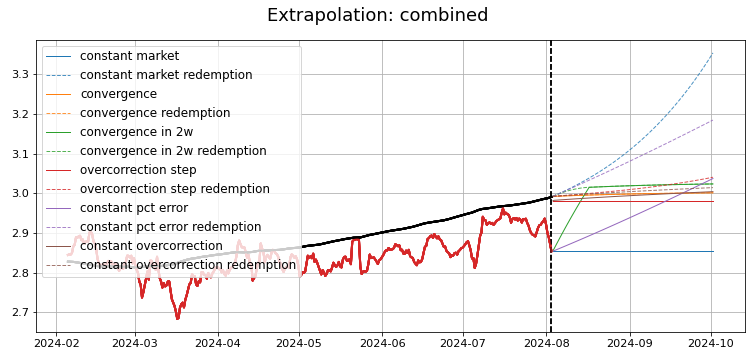 Extrapolation: combined
3.3
3.2
3.1
3.0
2.9
2.8
2.7
constant market
constant market redemption
convergence
convergence redemption
convergence in 2w
convergence in 2w redemption
overcorrection step
overcorrection step redemption
constant pct error
constant pct error redemption
constant overcorrection
constant overcorrection redemption
2024-02 2024-03 2024-04 2024-05 2024-06 2024-07 2024-08 2024-09 2024-10